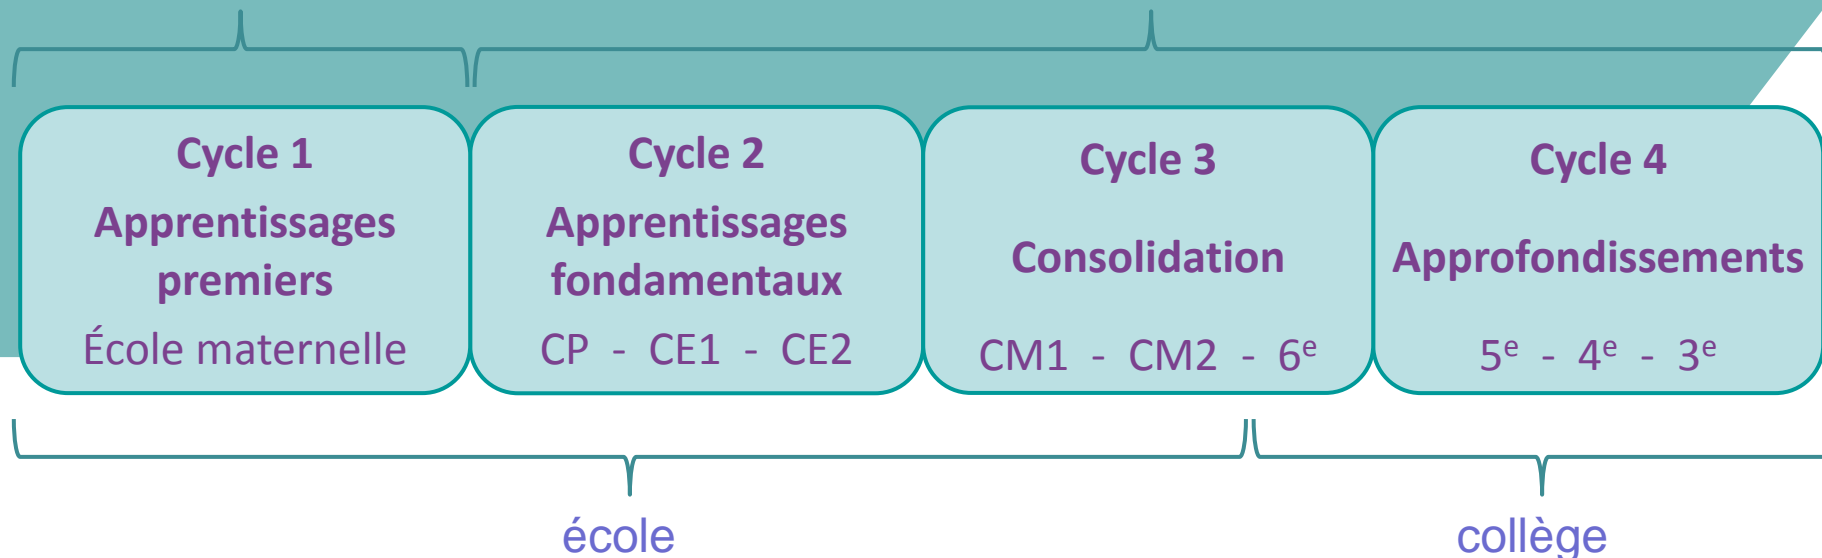 Cycle 1
Apprentissages
premiers
École maternelle
Cycle 2
Apprentissages
fondamentaux
CP - CE1 - CE2
Cycle 3
Consolidation
CM1 - CM2 - 6e
Cycle 4
Approfondissements
5e - 4e - 3e
école
collège